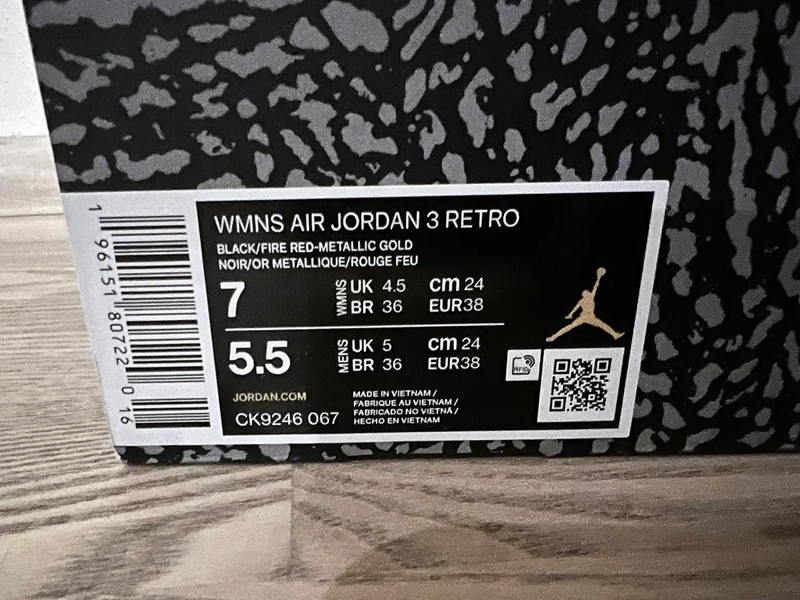 WMNS AIR JORDAN 3 RETRO
BLACK/FIRE RED-METALLIC GOLD
NOIR/OR METALLIQUE/ROUGE FEU
7 WMNS UK 4.5 cm 24
BR 36 EUR38
5.5 MENS UK 5 cm 24
BR 36 EUR38
JORDAN.COM
CK9246 067
MADE IN VIETNAM /
FABRIQUE AU VIETNAM /
FABRICADO NO VIETNÃ /
HECHO EN VIETNAM
RFID
1 96151 80722 0 16